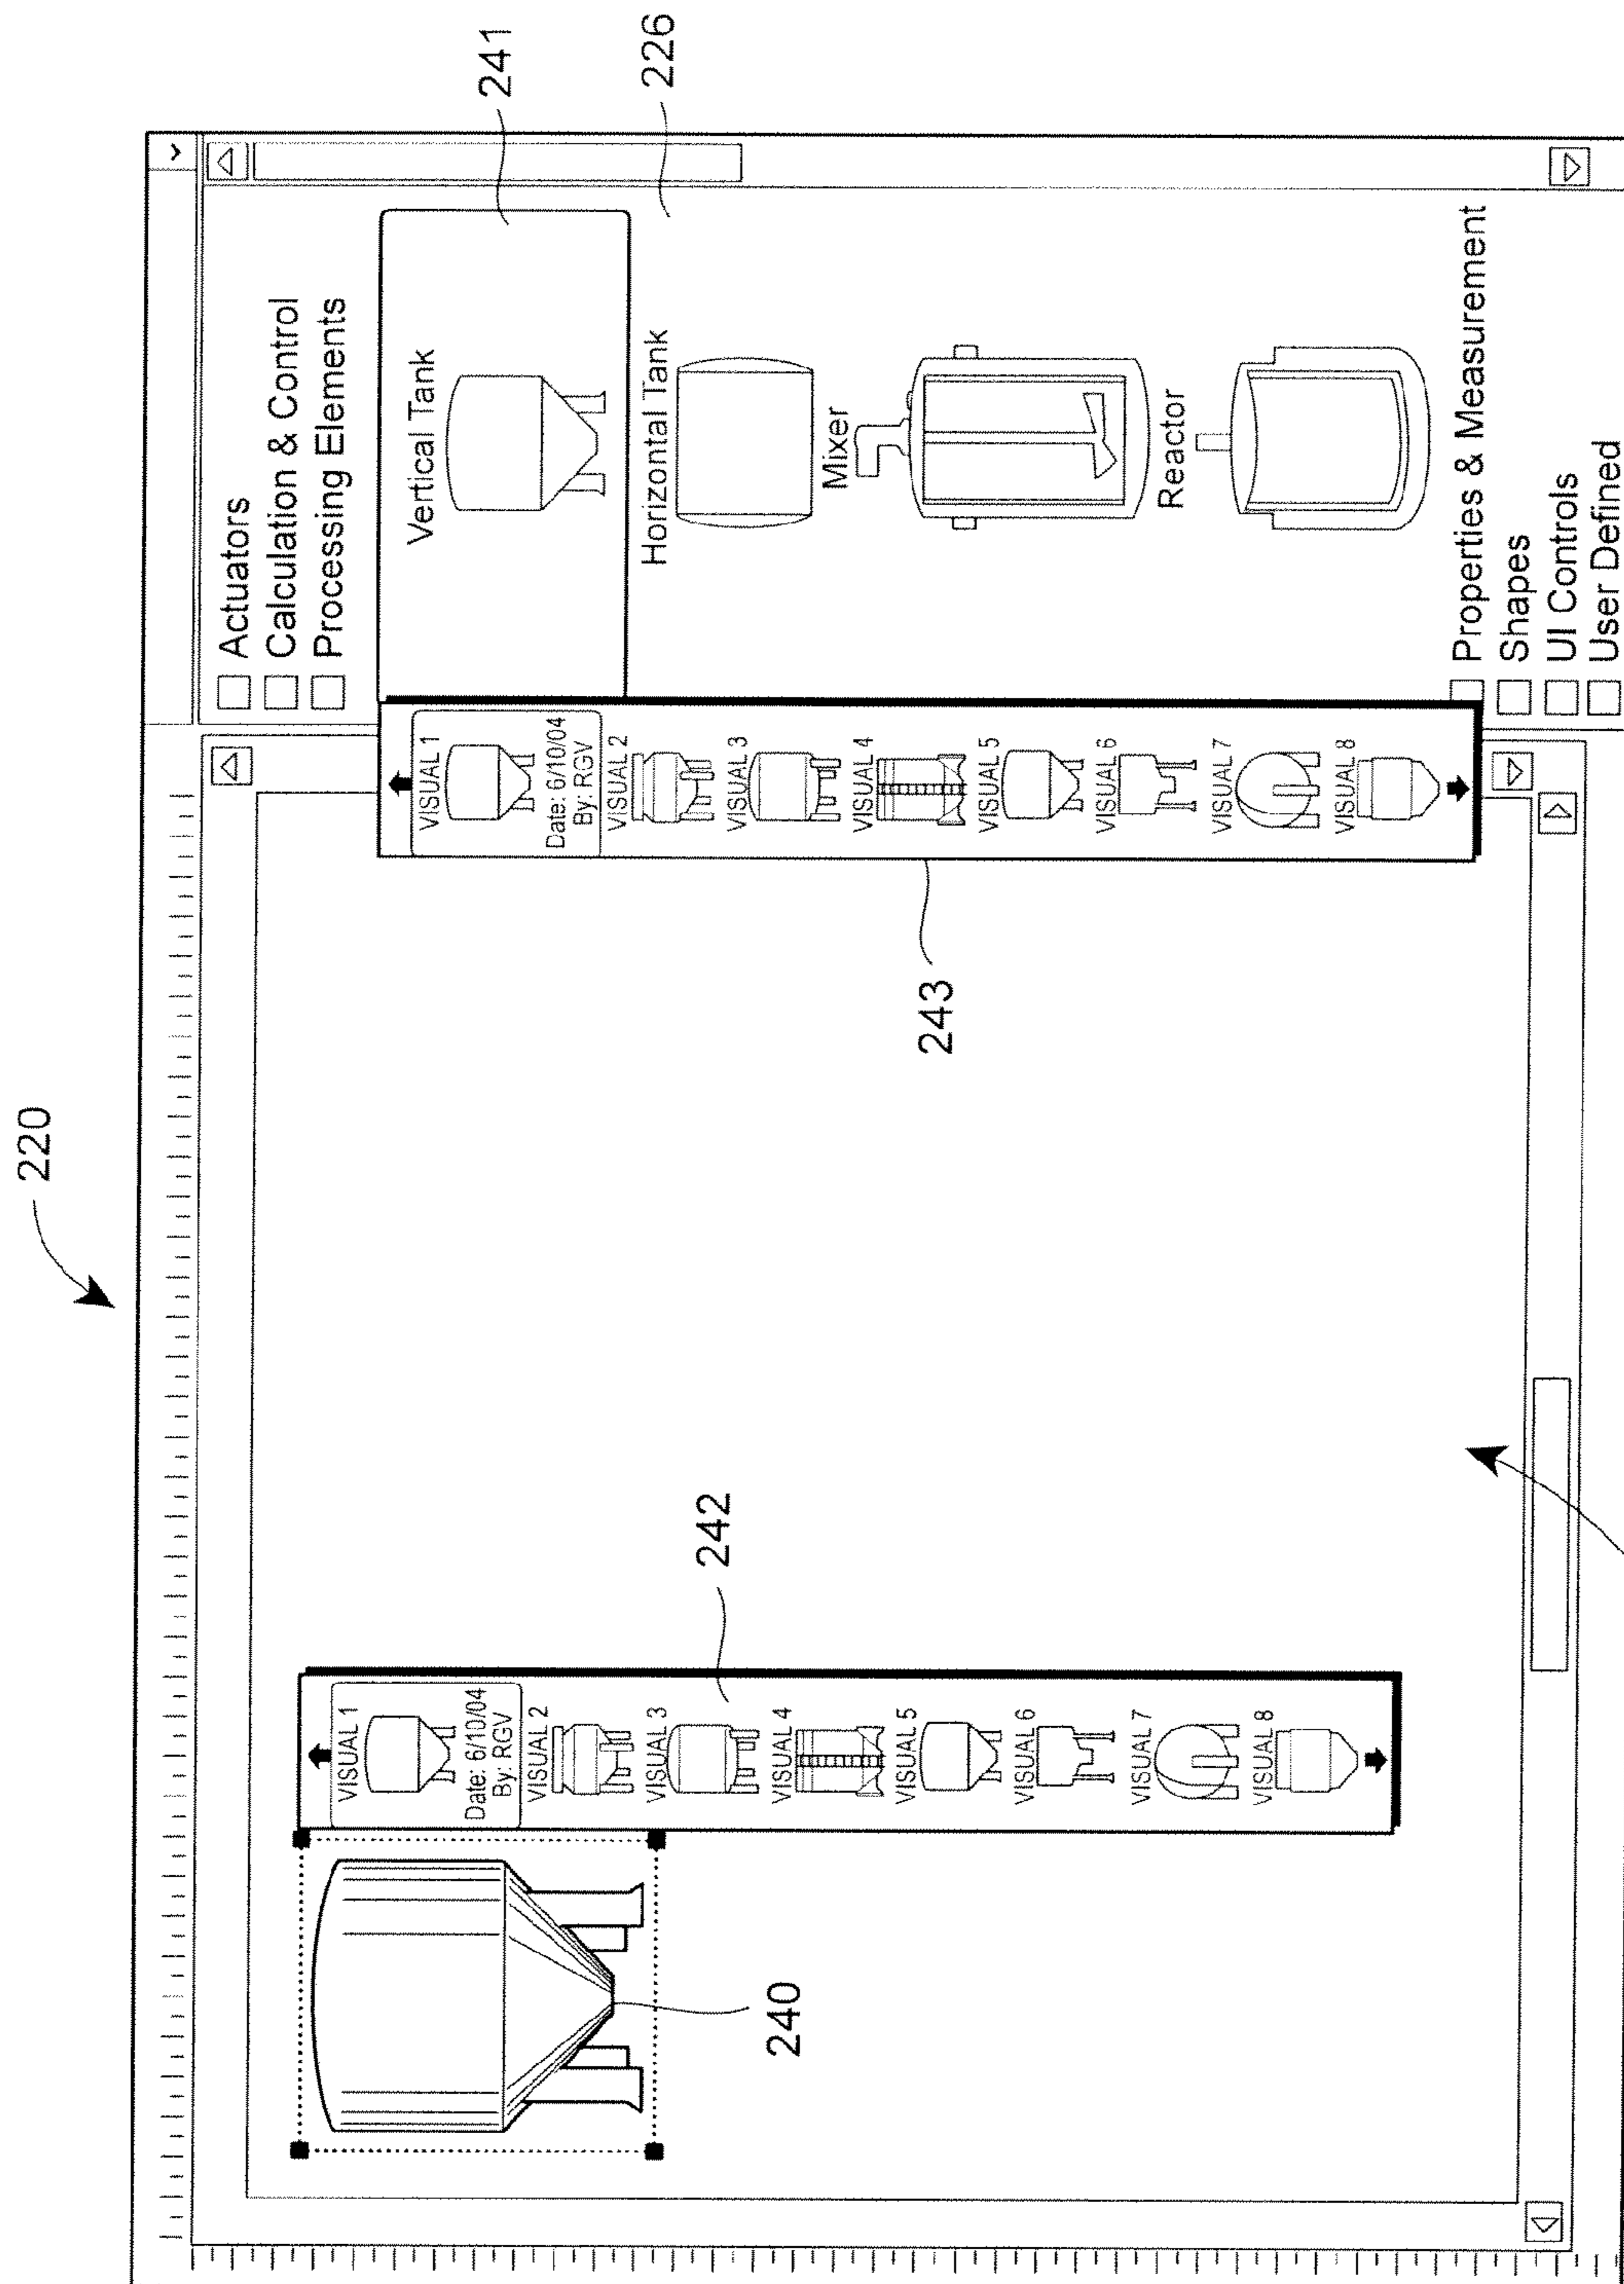 220
241
226
Actuators
Calculation & Control
Processing Elements
Vertical Tank
Horizontal Tank
Mixer
Reactor
Properties & Measurement
Shapes
UI Controls
User Defined
VISUAL 1
Date: 6/10/04
By: RGV
VISUAL 2
VISUAL 3
VISUAL 4
VISUAL 5
VISUAL 6
VISUAL 7
VISUAL 8
243
VISUAL 1
Date: 6/10/04
By: RGV
VISUAL 2
VISUAL 3
VISUAL 4
VISUAL 5
VISUAL 6
VISUAL 7
VISUAL 8
242
240